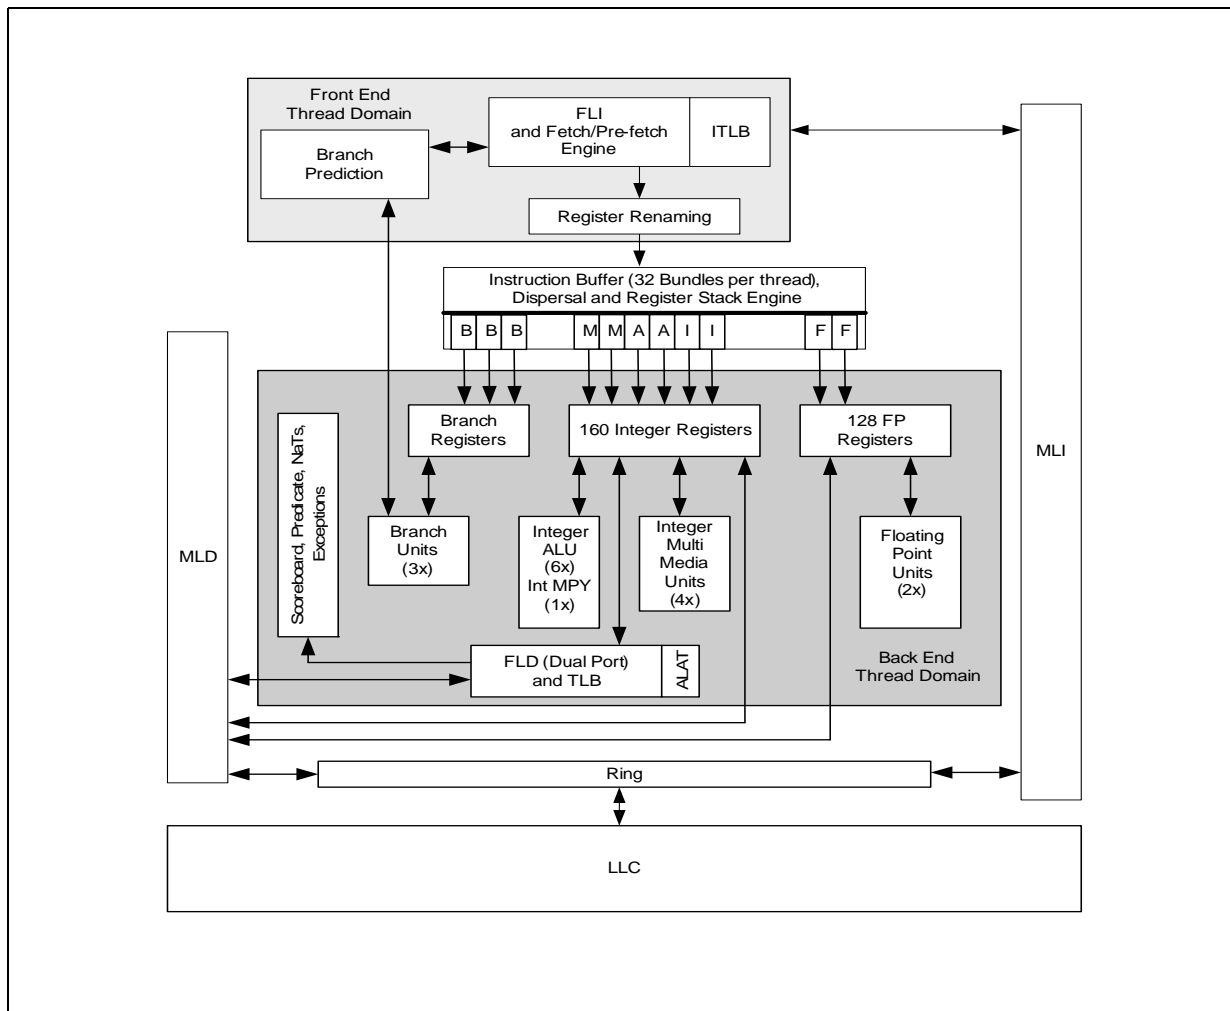 Front End
Thread Domain
FLI
and Fetch/Pre-fetch
Engine
ITLB
Branch
Prediction
Register Renaming
Instruction Buffer (32 Bundles per thread),
Dispersal and Register Stack Engine
B B B M M A A I I F F
Branch
Registers
160 Integer Registers
128 FP
Registers
MLI
MLD
Scoreboard, Predicate, NaTs,
Exceptions
Branch
Units
(3x)
Integer
ALU
(6x)
Int MPY
(1x)
Integer
Multi
Media
Units
(4x)
Floating
Point
Units
(2x)
FLD (Dual Port)
and TLB
ALAT
Back End
Thread Domain
Ring
LLC